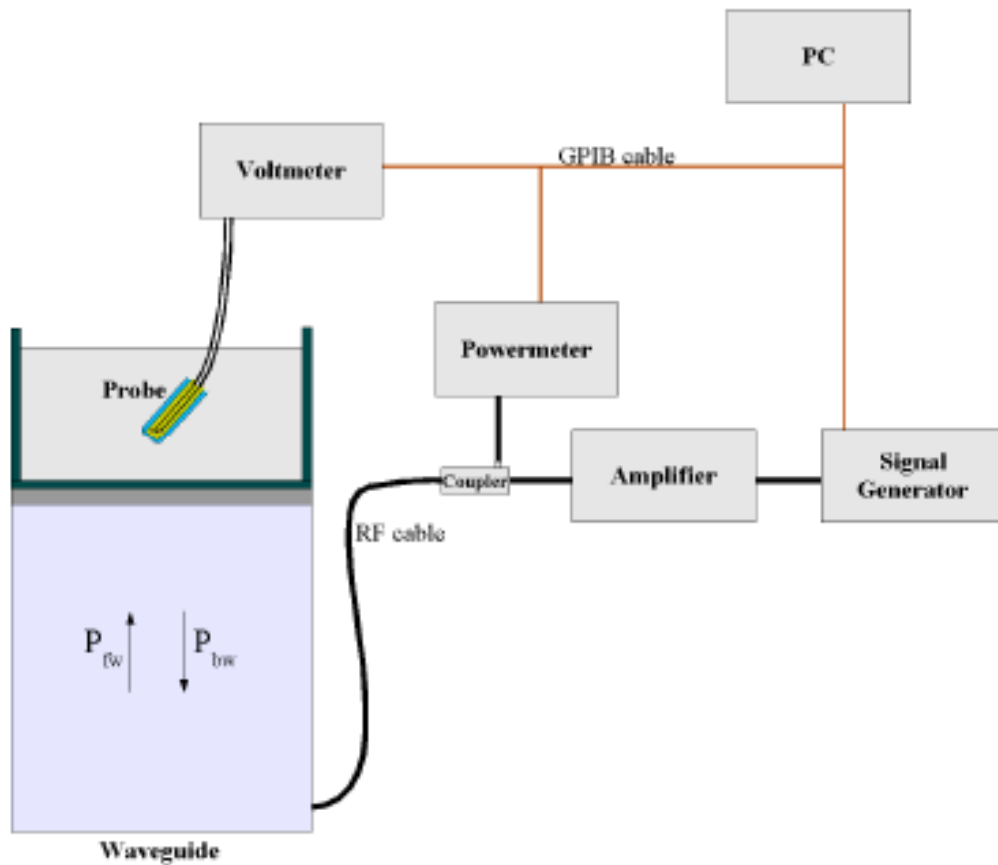 PC
Voltmeter
GPIB cable
Powermeter
Probe
Coupler
Amplifier
Signal
Generator
RF cable
P fw
P bw
Waveguide